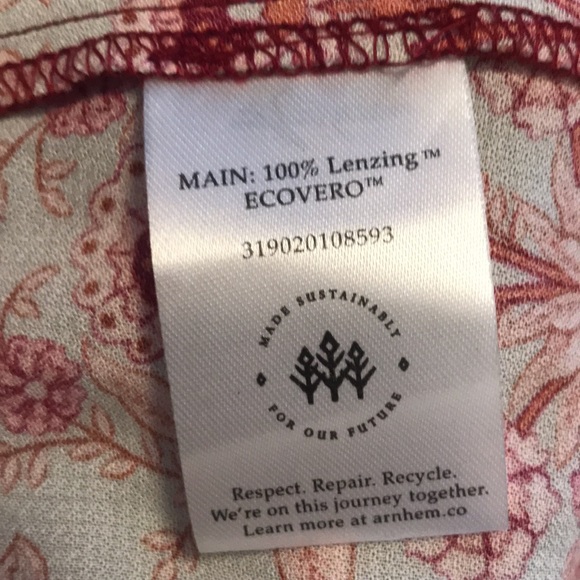 MAIN: 100% Lenzing™
ECOVERO™
319020108593
MADE SUSTAINABLY
FOR OUR FUTURE
Respect. Repair. Recycle.
We're on this journey together.
Learn more at arnhem.co